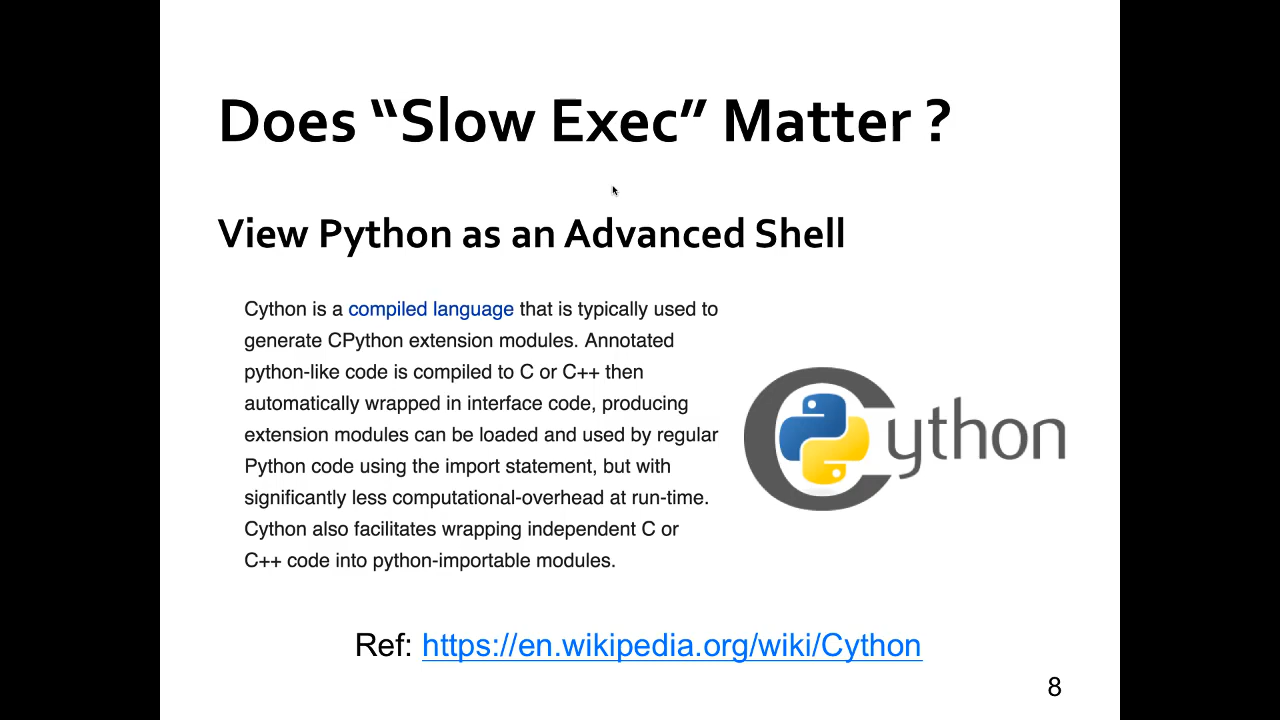 Does “Slow Exec” Matter ?
View Python as an Advanced Shell
Cython is a compiled language that is typically used to
generate CPython extension modules. Annotated
python-like code is compiled to C or C++ then
automatically wrapped in interface code, producing
extension modules can be loaded and used by regular
Python code using the import statement, but with
significantly less computational-overhead at run-time.
Cython also facilitates wrapping independent C or
C++ code into python-importable modules.
Cython
Ref: https://en.wikipedia.org/wiki/Cython
8